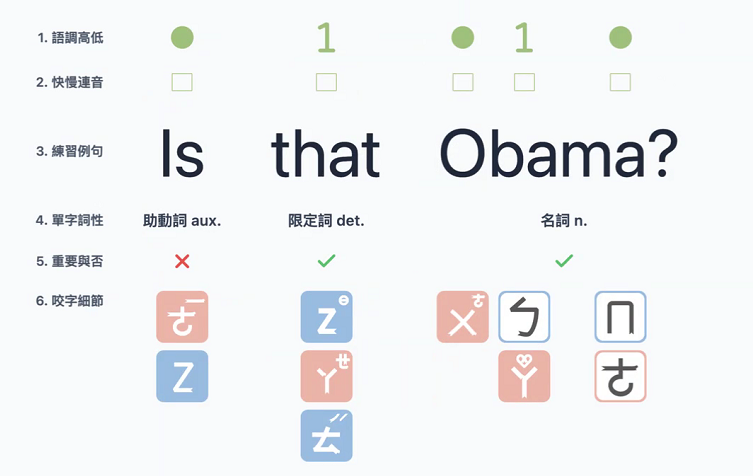 1. 語調高低 1 1
2. 快慢連音
3. 練習例句 Is that Obama?
4. 單字詞性 助動詞 aux. 限定詞 det. 名詞 n.
5. 重要與否
6. 咬字細節 ㄜ Z ㄨㄜ ㄅ ㄇ
Z ㄚㄝ ㄚ ㄜ
ㄊ